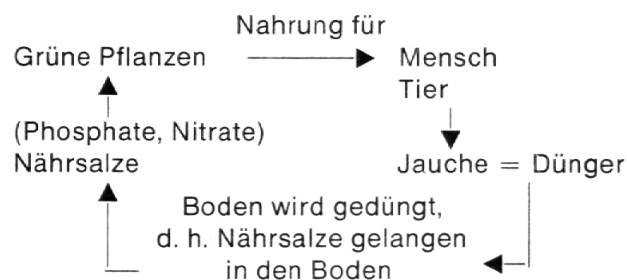 Nahrung für
Grüne Pflanzen
Mensch
Tier
(Phosphate, Nitrate)
Nährsalze
Jauche = Dünger
Boden wird gedüngt,
d. h. Nährsalze gelangen
in den Boden